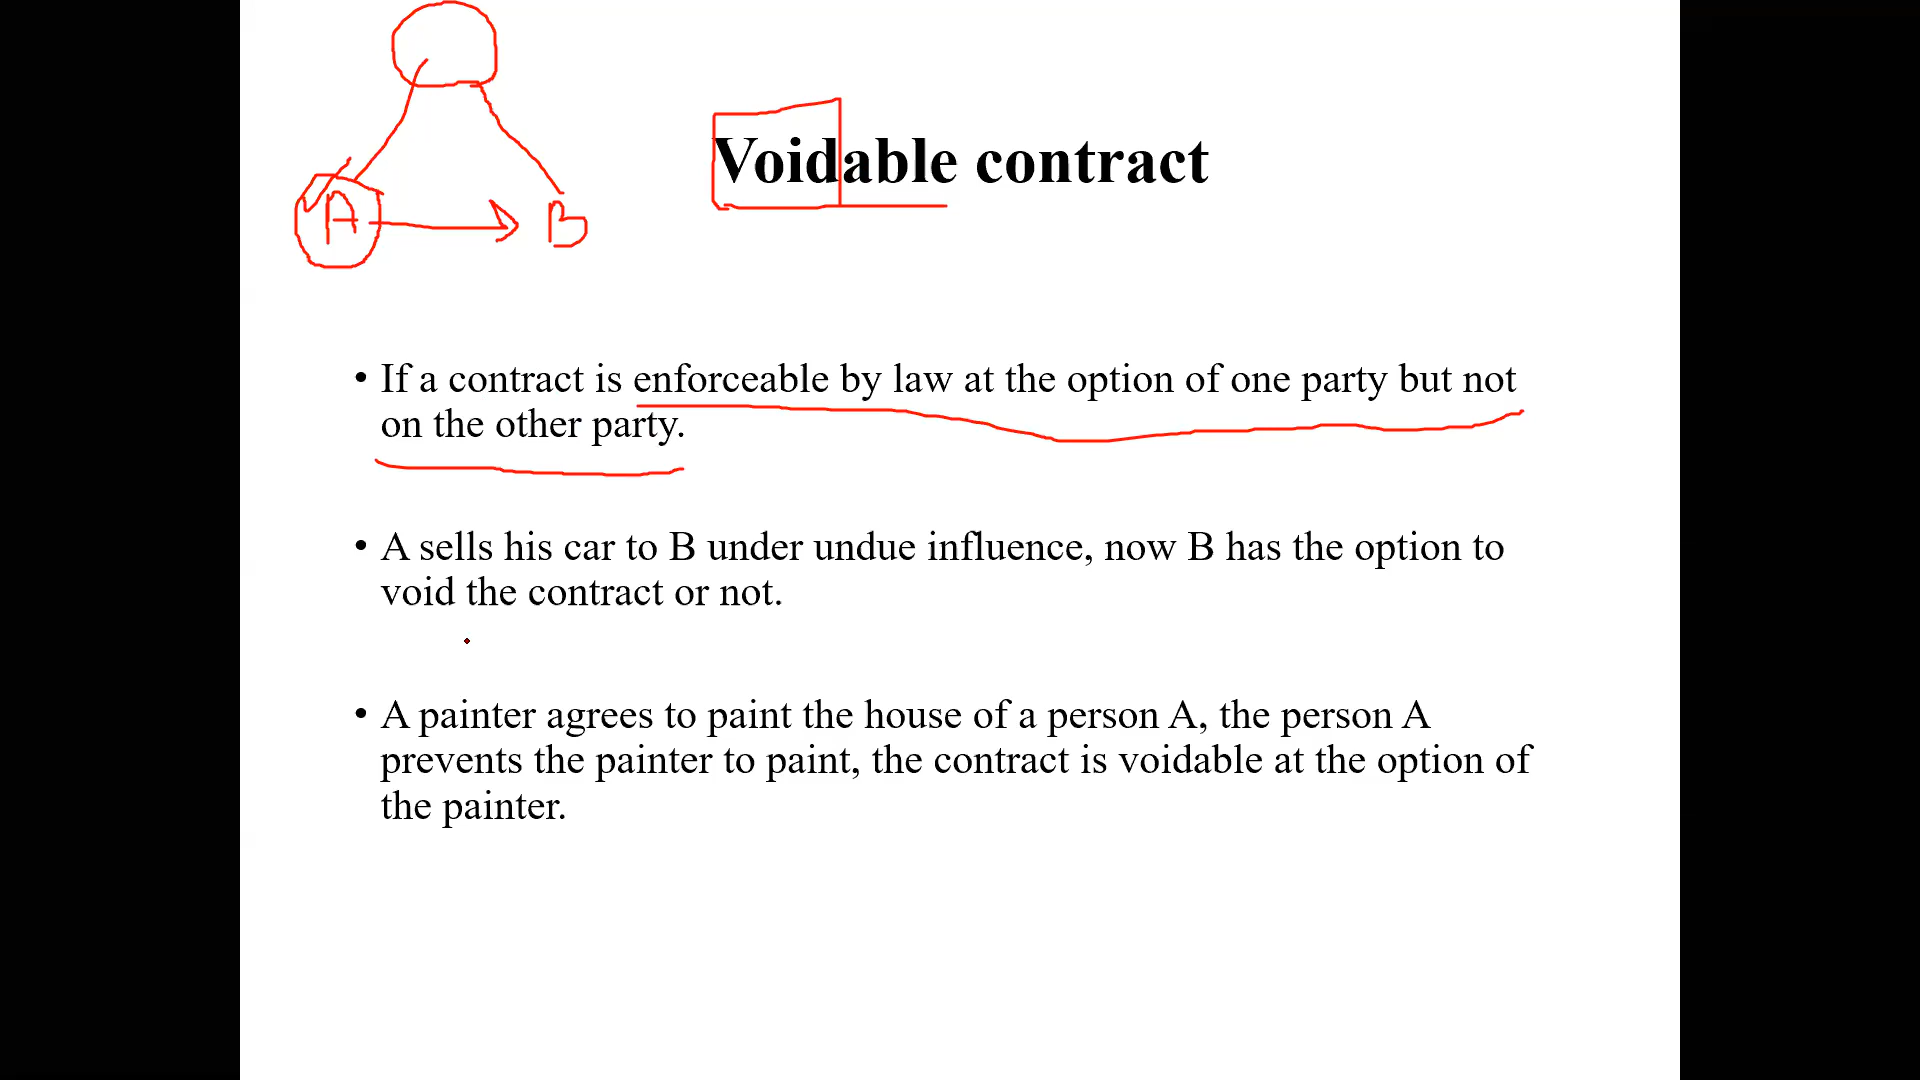 A B
Voidable contract
• If a contract is enforceable by law at the option of one party but not
on the other party.
• A sells his car to B under undue influence, now B has the option to
void the contract or not.
• A painter agrees to paint the house of a person A, the person A
prevents the painter to paint, the contract is voidable at the option of
the painter.